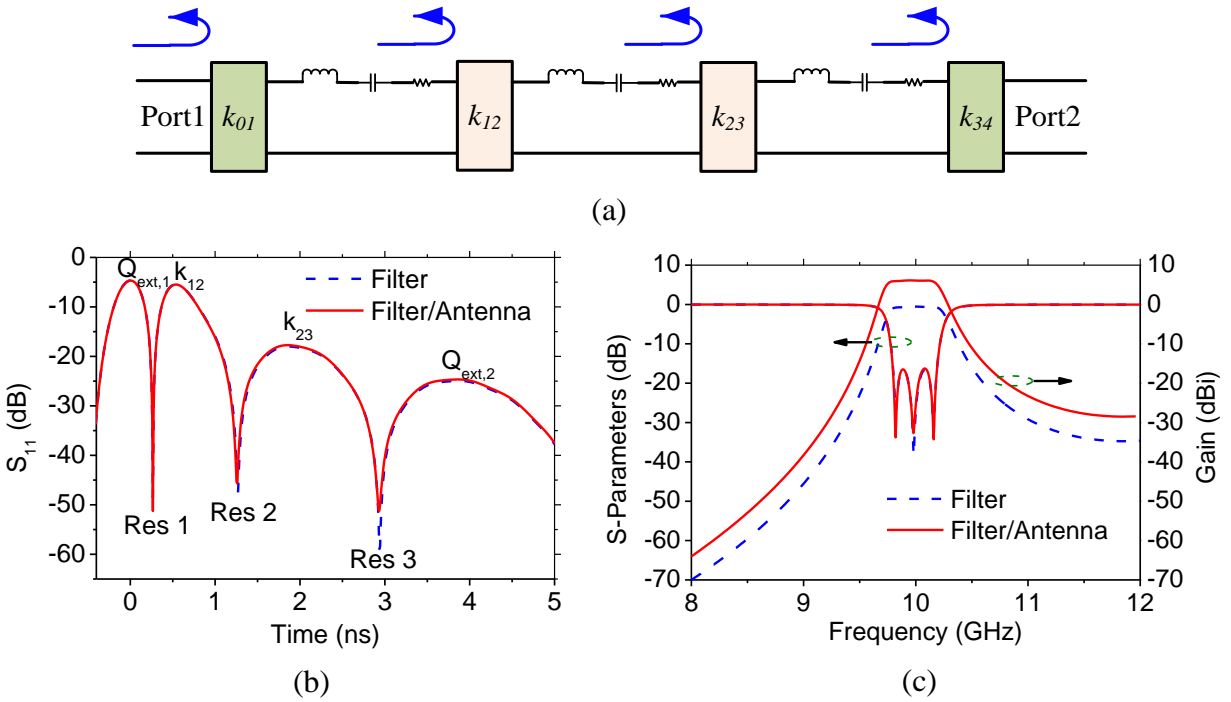 Port1
k01
k12
k23
k34
Port2
(a)
0
-10
-20
-30
-40
-50
-60
S11 (dB)
Qext,1
k12
k23
Qext,2
Filter
Filter/Antenna
Res 1
Res 2
Res 3
0 1 2 3 4 5
Time (ns)
(b)
10
0
-10
-20
-30
-40
-50
-60
-70
S-Parameters (dB)
Filter
Filter/Antenna
10
0
-10
-20
-30
-40
-50
-60
-70
Gain (dBi)
8 9 10 11 12
Frequency (GHz)
(c)